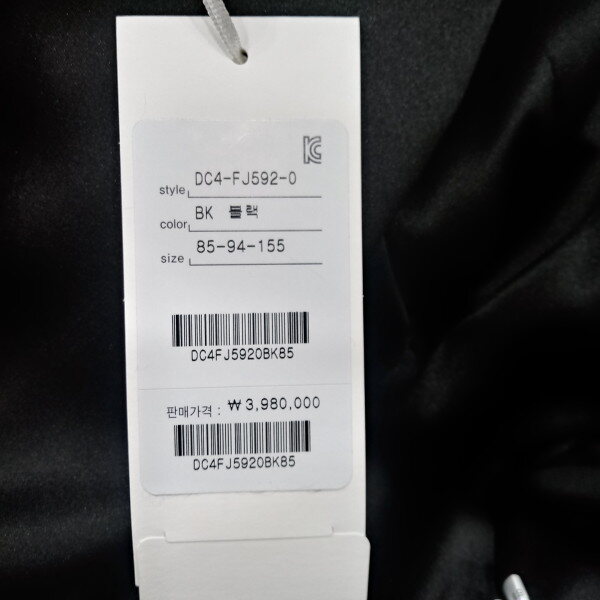 KC
style DC4-FJ592-0
color BK 블랙
size 85-94-155
DC4FJ5920BK85
판매가격 : ₩3,980,000
DC4FJ5920BK85